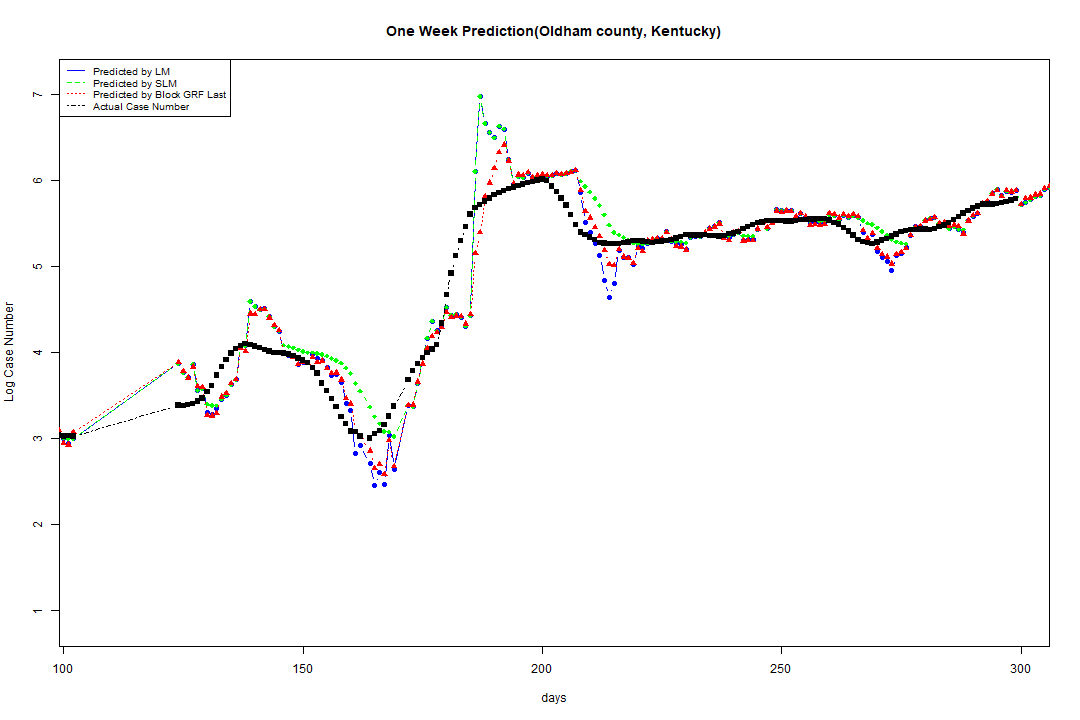 One Week Prediction(Oldham county, Kentucky)
Predicted by LM
Predicted by SLM
Predicted by Block GRF Last
Actual Case Number
7
6
5
4
3
2
1
Log Case Number
100 150 200 250 300
days